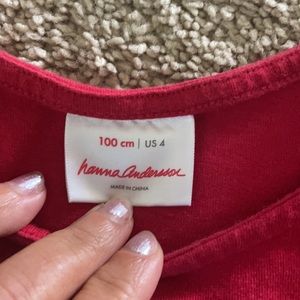 100 cm | US 4
hanna andersson
MADE IN CHINA